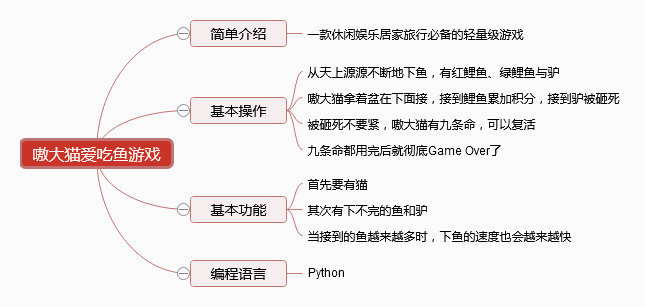 嗷大猫爱吃鱼游戏
简单介绍
一款休闲娱乐居家旅行必备的轻量级游戏
基本操作
从天上源源不断地下鱼，有红鲤鱼、绿鲤鱼与驴
嗷大猫拿着盆在下面接，接到鲤鱼累加积分，接到驴被砸死
被砸死不要紧，嗷大猫有九条命，可以复活
九条命都用完后就彻底Game Over了
基本功能
首先要有猫
其次有下不完的鱼和驴
当接到的鱼越来越多时，下鱼的速度也会越来越快
编程语言
Python